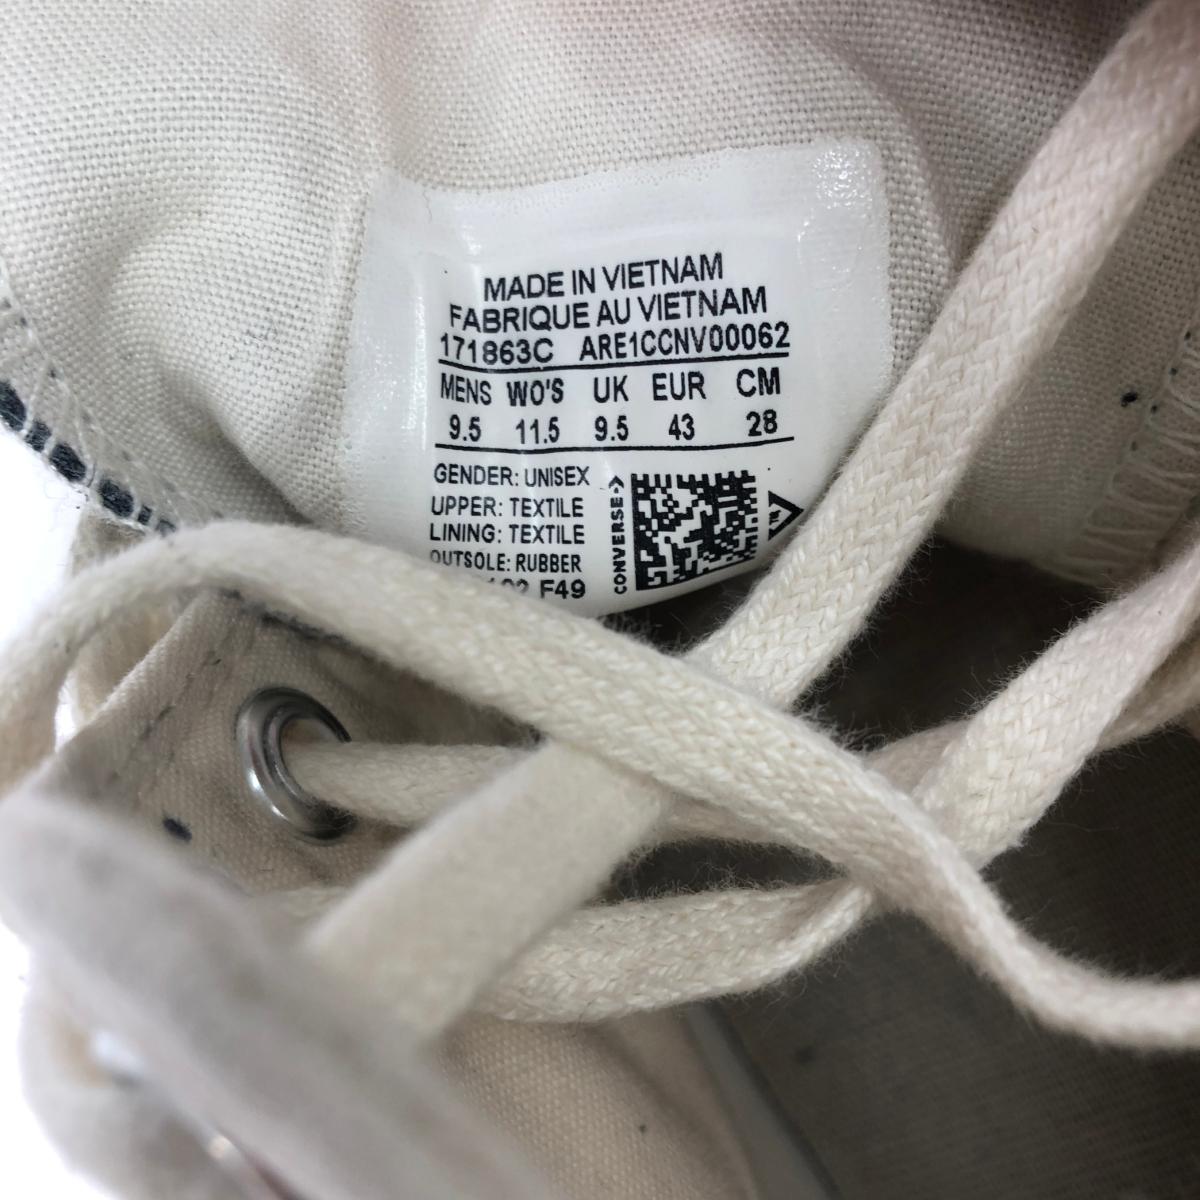 MADE IN VIETNAM
FABRIQUE AU VIETNAM
171863C ARE1CCNV00062
MENS WO'S UK EUR CM
9.5 11.5 9.5 43 28
GENDER: UNISEX
UPPER: TEXTILE
LINING: TEXTILE
OUTSOLE: RUBBER
F49
CONVERSE